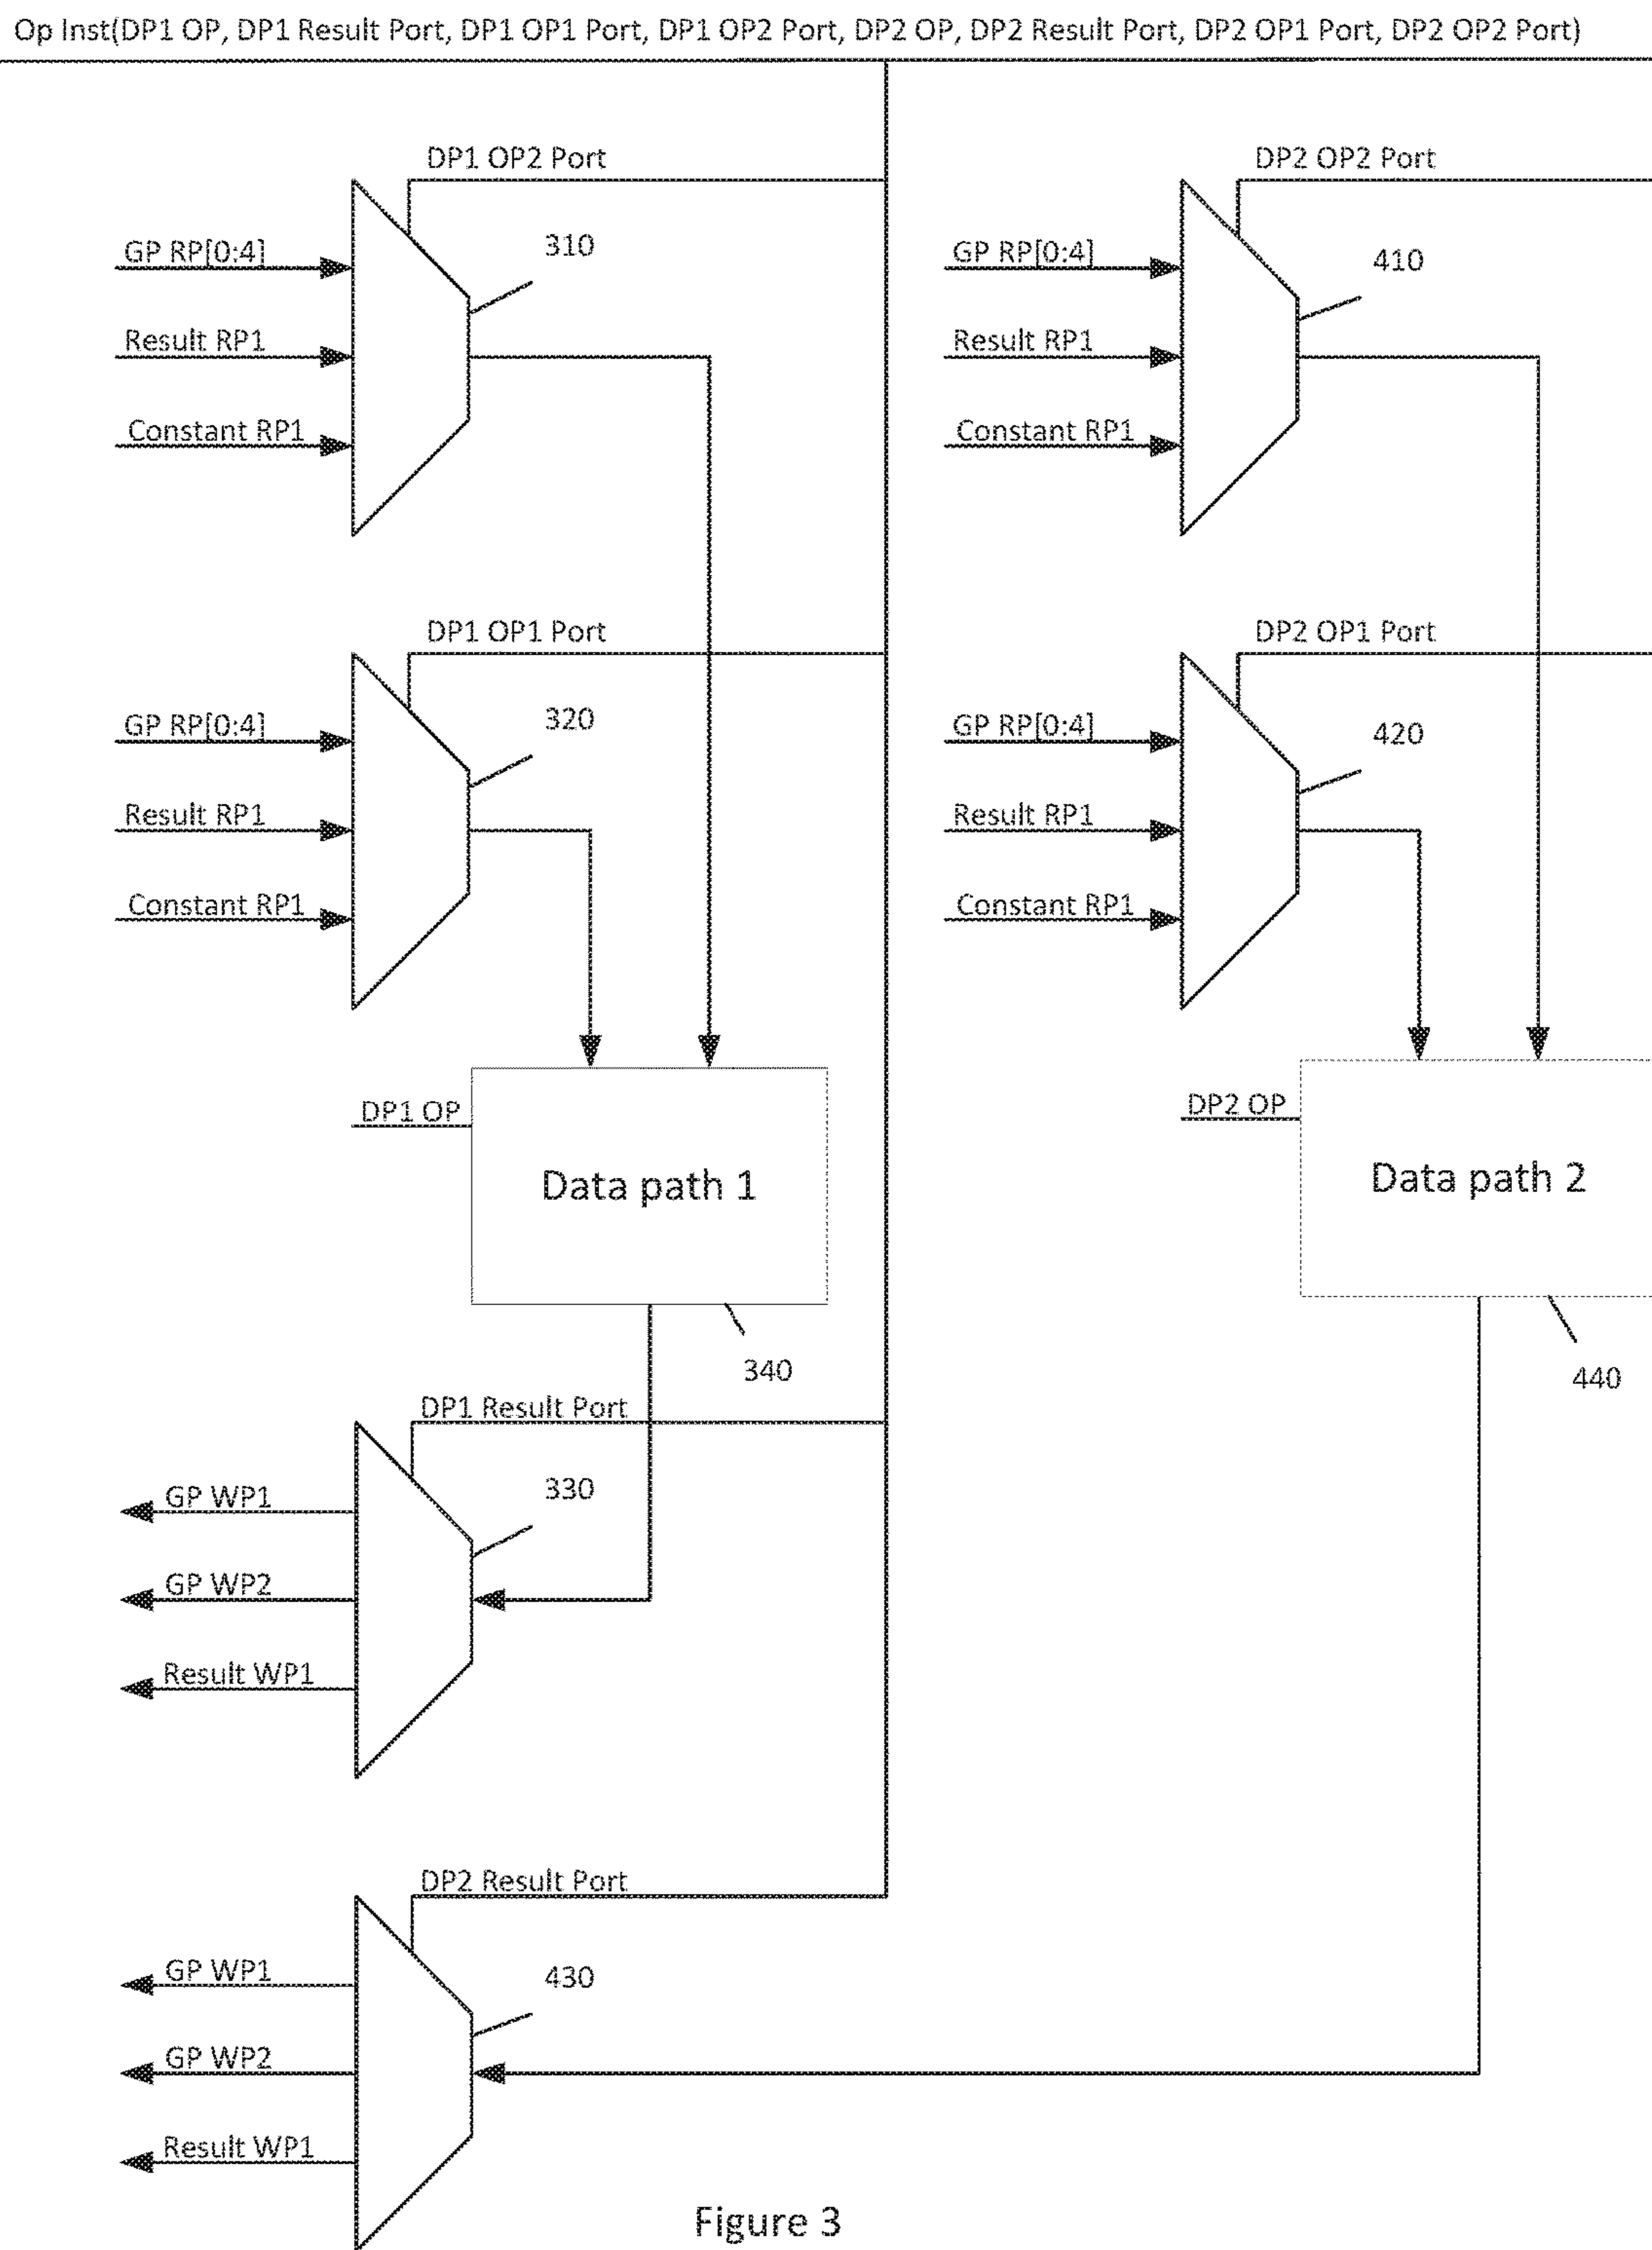 Op Inst(DP1 OP, DP1 Result Port, DP1 OP1 Port, DP1 OP2 Port, DP2 OP, DP2 Result Port, DP2 OP1 Port, DP2 OP2 Port)
DP1 OP2 Port
GP RP[0:4]
310
Result RP1
Constant RP1
DP2 OP2 Port
GP RP[0:4]
410
Result RP1
Constant RP1
DP1 OP1 Port
GP RP[0:4]
320
Result RP1
Constant RP1
DP2 OP1 Port
GP RP[0:4]
420
Result RP1
Constant RP1
DP1 OP
Data path 1
340
DP2 OP
Data path 2
440
DP1 Result Port
330
GP WP1
GP WP2
Result WP1
DP2 Result Port
430
GP WP1
GP WP2
Result WP1
Figure 3